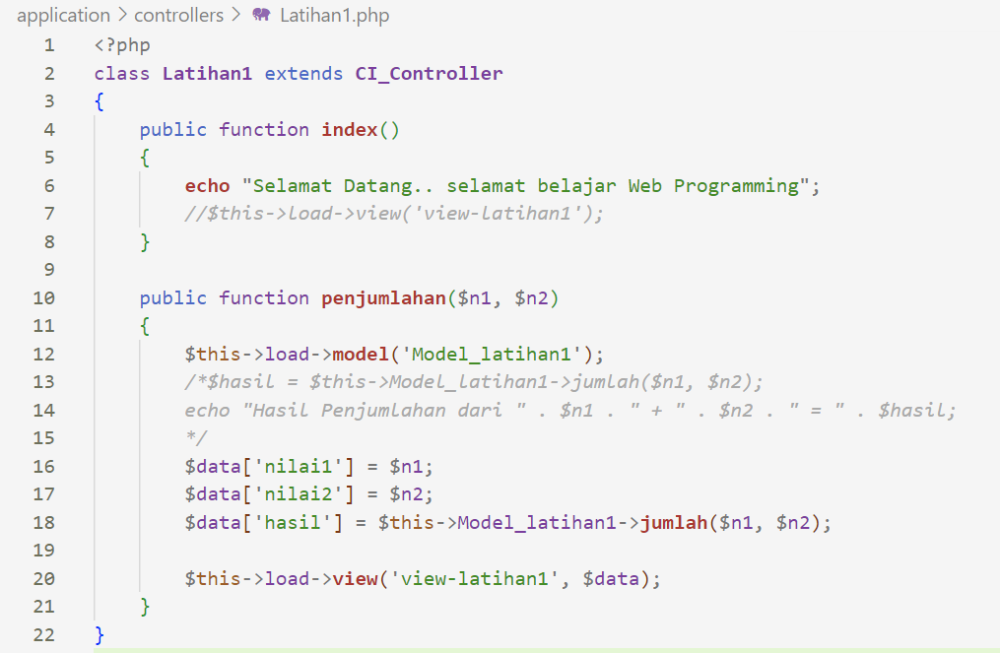 application > controllers > Latihan1.php
1 <?php
2 class Latihan1 extends CI_Controller
3 {
4     public function index()
5     {
6         echo "Selamat Datang.. selamat belajar Web Programming";
7         //$this->load->view('view-latihan1');
8     }
9
10     public function penjumlahan($n1, $n2)
11     {
12         $this->load->model('Model_latihan1');
13         /*$hasil = $this->Model_latihan1->jumlah($n1, $n2);
14         echo "Hasil Penjumlahan dari " . $n1 . " + " . $n2 . " = " . $hasil;
15         */
16         $data['nilai1'] = $n1;
17         $data['nilai2'] = $n2;
18         $data['hasil'] = $this->Model_latihan1->jumlah($n1, $n2);
19
20         $this->load->view('view-latihan1', $data);
21     }
22 }